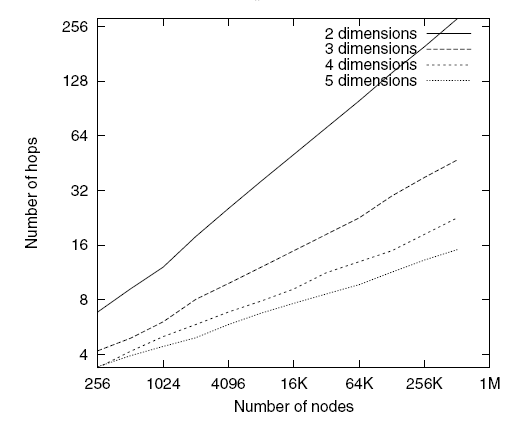 256
128
64
32
16
8
4
Number of hops
2 dimensions
3 dimensions
4 dimensions
5 dimensions
256
1024
4096
16K
64K
256K
1M
Number of nodes